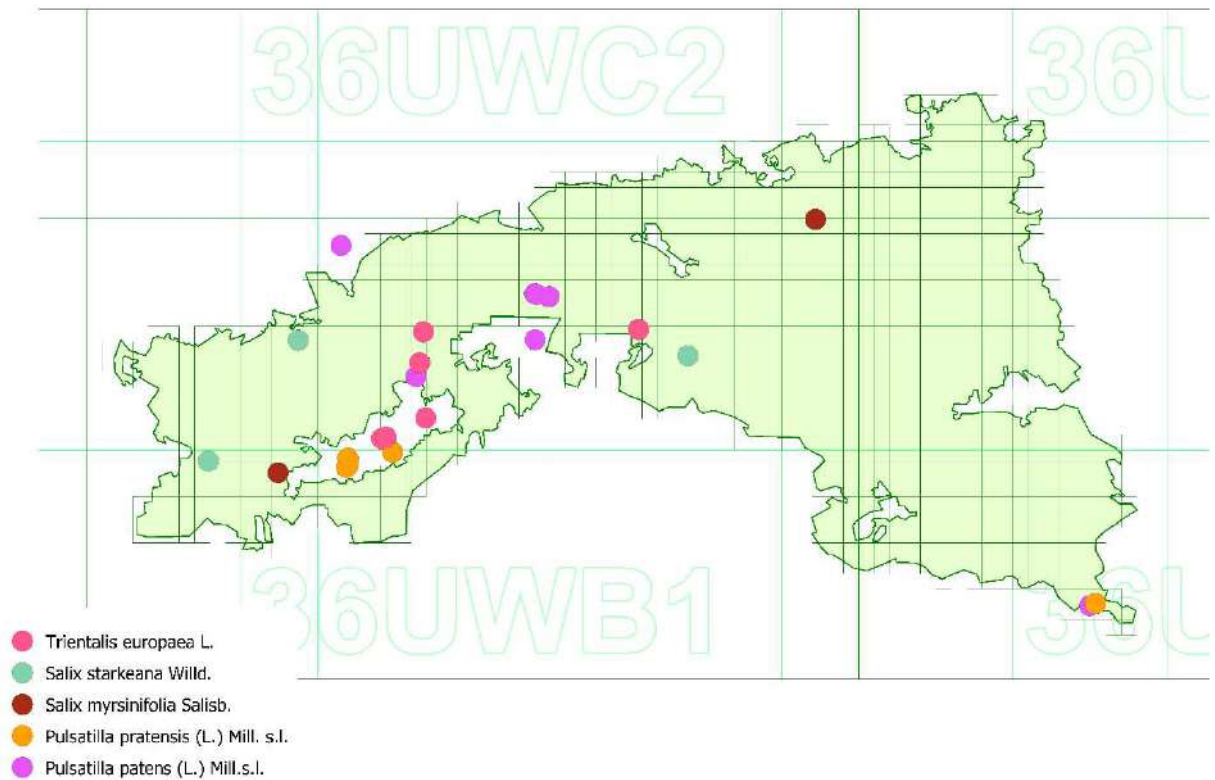 36UWC2
36U
36UWB1
36U
Trientalis europaea L.
Salix starkeana Willd.
Salix myrsinifolia Salisb.
Pulsatilla pratensis (L.) Mill. s.l.
Pulsatilla patens (L.) Mill.s.l.